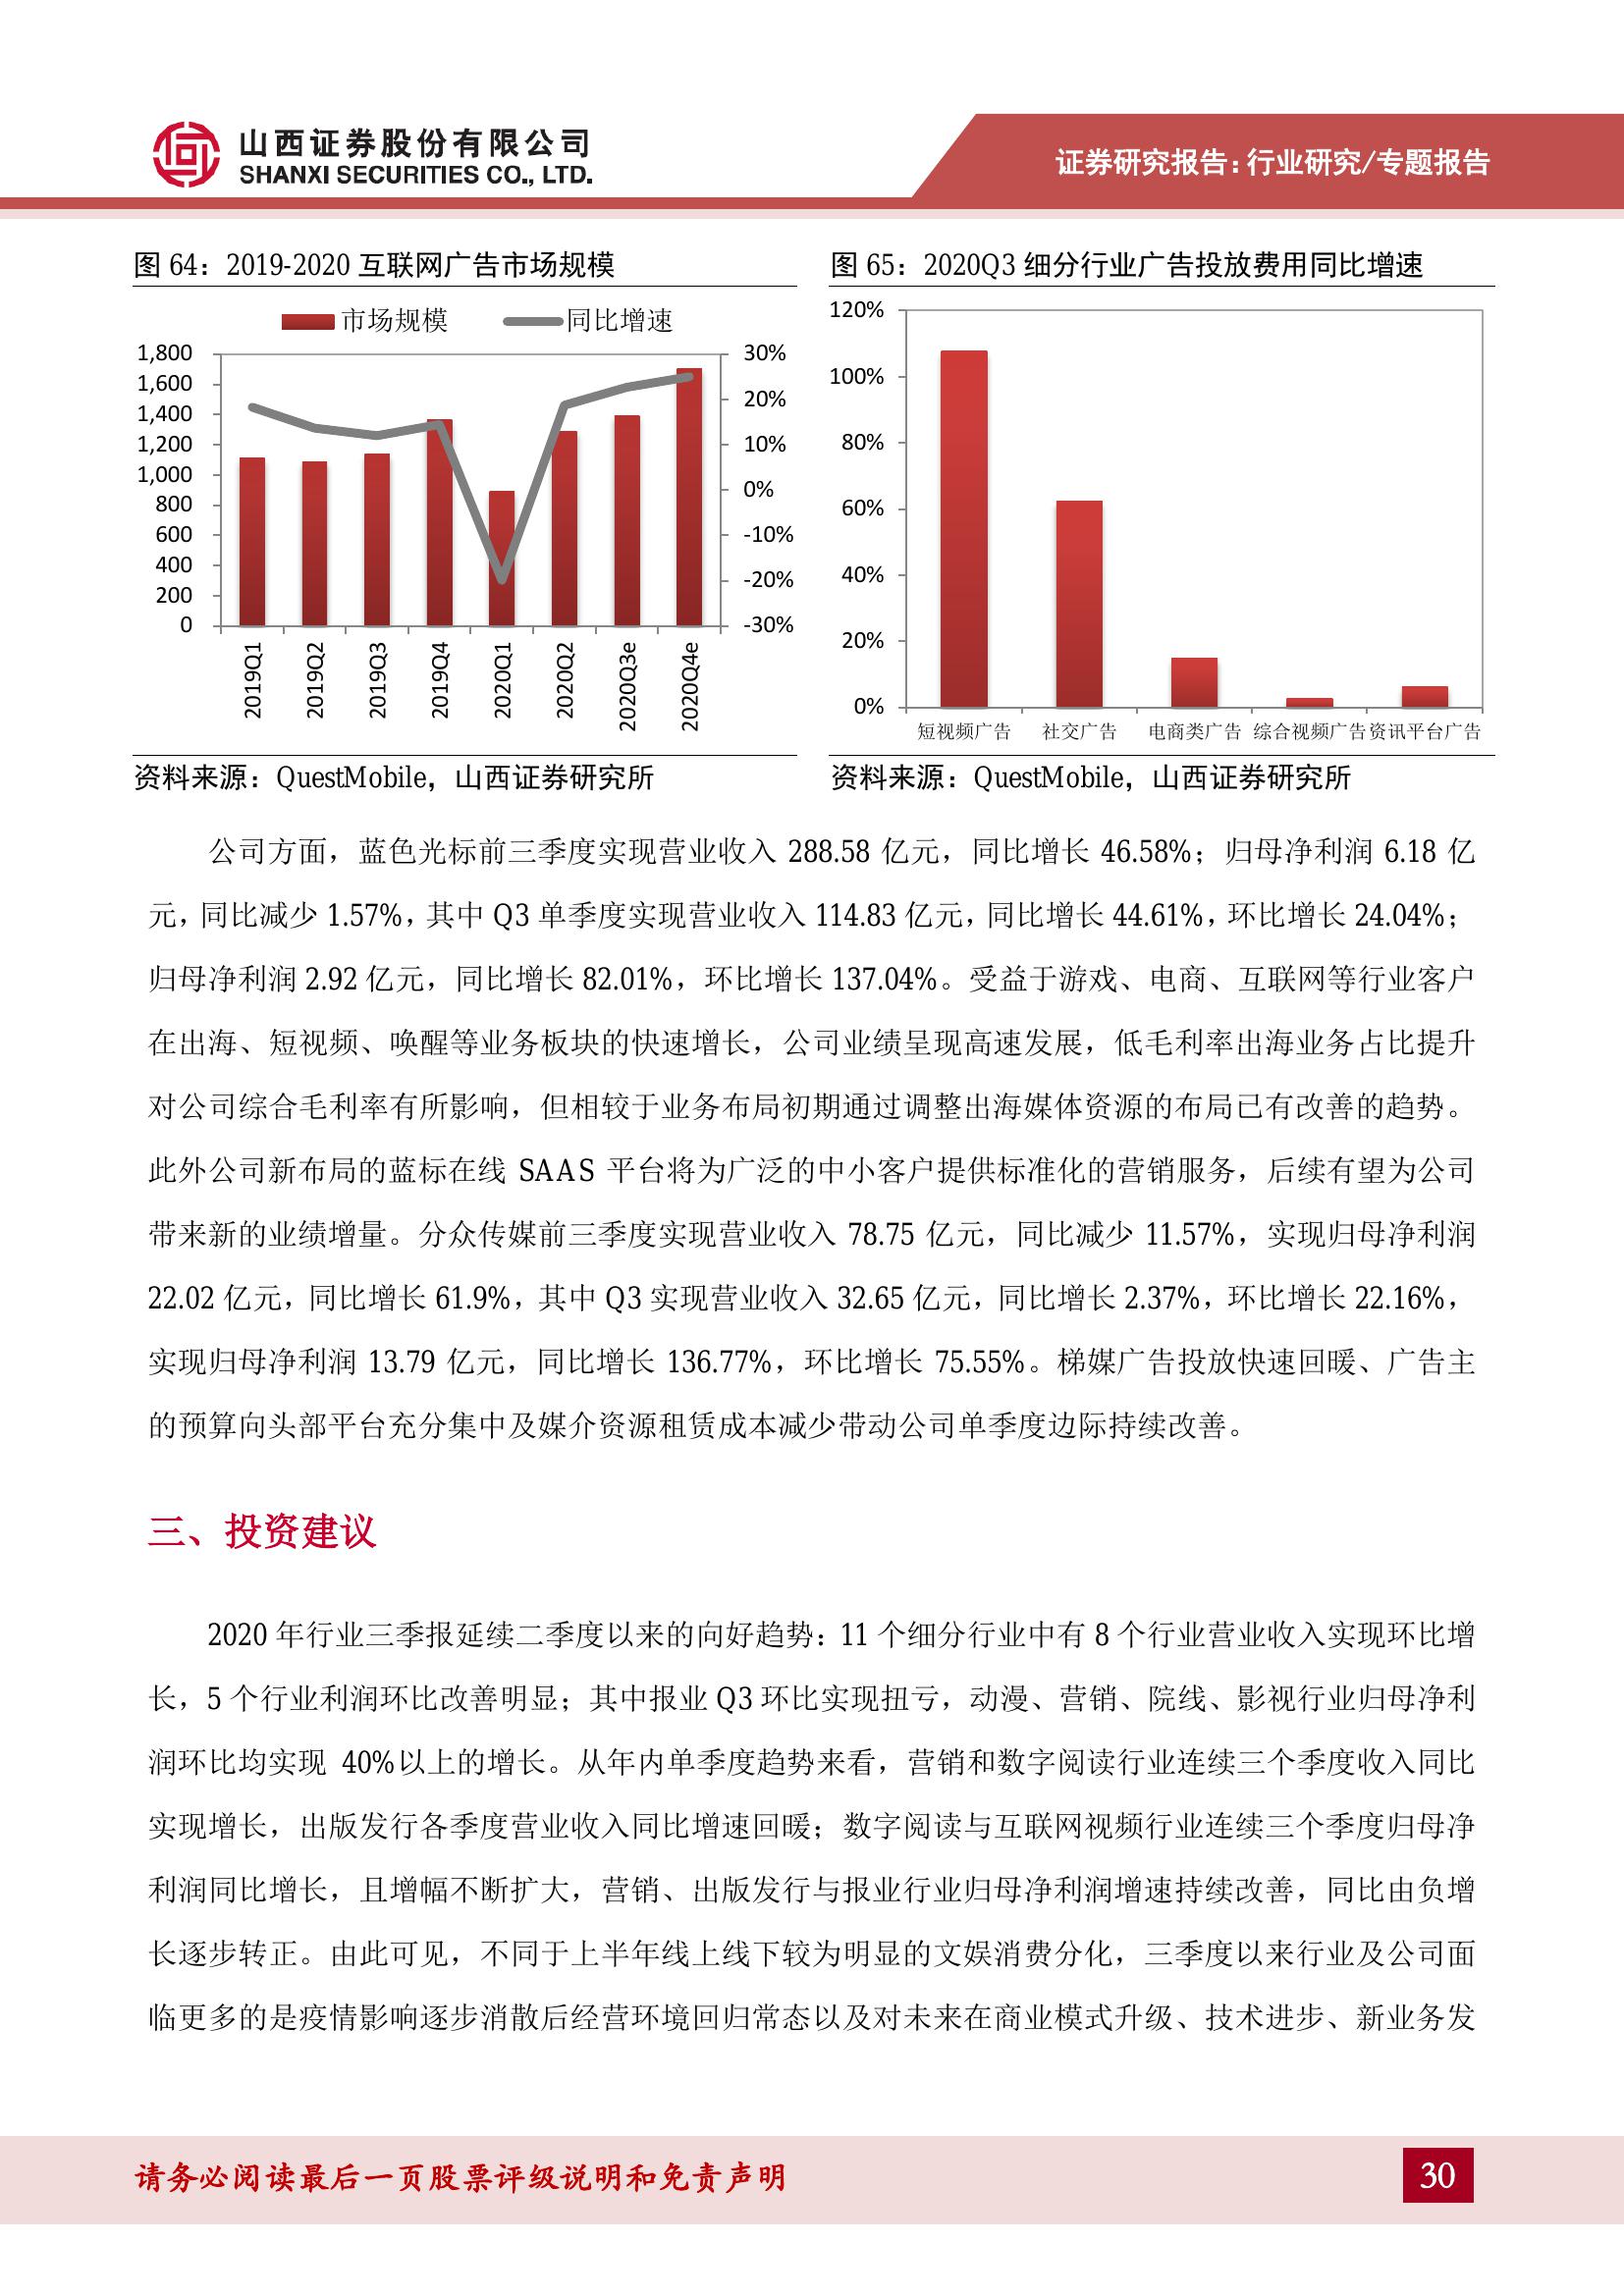 山西证券股份有限公司
SHANXI SECURITIES CO., LTD.
证券研究报告：行业研究/专题报告
图 64：2019-2020 互联网广告市场规模
市场规模 同比增速
1,800
1,600
1,400
1,200
1,000
800
600
400
200
0
30%
20%
10%
0%
-10%
-20%
-30%
2019Q1
2019Q2
2019Q3
2019Q4
2020Q1
2020Q2
2020Q3e
2020Q4e
资料来源：QuestMobile，山西证券研究所
图 65：2020Q3 细分行业广告投放费用同比增速
120%
100%
80%
60%
40%
20%
0%
短视频广告 社交广告 电商类广告 综合视频广告 资讯平台广告
资料来源：QuestMobile，山西证券研究所
公司方面，蓝色光标前三季度实现营业收入 288.58 亿元，同比增长 46.58%；归母净利润 6.18 亿
元，同比减少 1.57%，其中 Q3 单季度实现营业收入 114.83 亿元，同比增长 44.61%，环比增长 24.04%；
归母净利润 2.92 亿元，同比增长 82.01%，环比增长 137.04%。受益于游戏、电商、互联网等行业客户
在出海、短视频、唤醒等业务板块的快速增长，公司业绩呈现高速发展，低毛利率出海业务占比提升
对公司综合毛利率有所影响，但相较于业务布局初期通过调整出海媒体资源的布局已有改善的趋势。
此外公司新布局的蓝标在线 SAAS 平台将为广泛的中小客户提供标准化的营销服务，后续有望为公司
带来新的业绩增量。分众传媒前三季度实现营业收入 78.75 亿元，同比减少 11.57%，实现归母净利润
22.02 亿元，同比增长 61.9%，其中 Q3 实现营业收入 32.65 亿元，同比增长 2.37%，环比增长 22.16%，
实现归母净利润 13.79 亿元，同比增长 136.77%，环比增长 75.55%。梯媒广告投放快速回暖、广告主
的预算向头部平台充分集中及媒介资源租赁成本减少带动公司单季度边际持续改善。
三、投资建议
2020 年行业三季报延续二季度以来的向好趋势：11 个细分行业中有 8 个行业营业收入实现环比增
长，5 个行业利润环比改善明显；其中报业 Q3 环比实现扭亏，动漫、营销、院线、影视行业归母净利
润环比均实现 40%以上的增长。从年内单季度趋势来看，营销和数字阅读行业连续三个季度收入同比
实现增长，出版发行各季度营业收入同比增速回暖；数字阅读与互联网视频行业连续三个季度归母净
利润同比增长，且增幅不断扩大，营销、出版发行与报业行业归母净利润增速持续改善，同比由负增
长逐步转正。由此可见，不同于上半年线上线下较为明显的文娱消费分化，三季度以来行业及公司面
临更多的是疫情影响逐步消散后经营环境回归常态以及对未来在商业模式升级、技术进步、新业务发
请务必阅读最后一页股票评级说明和免责声明
30